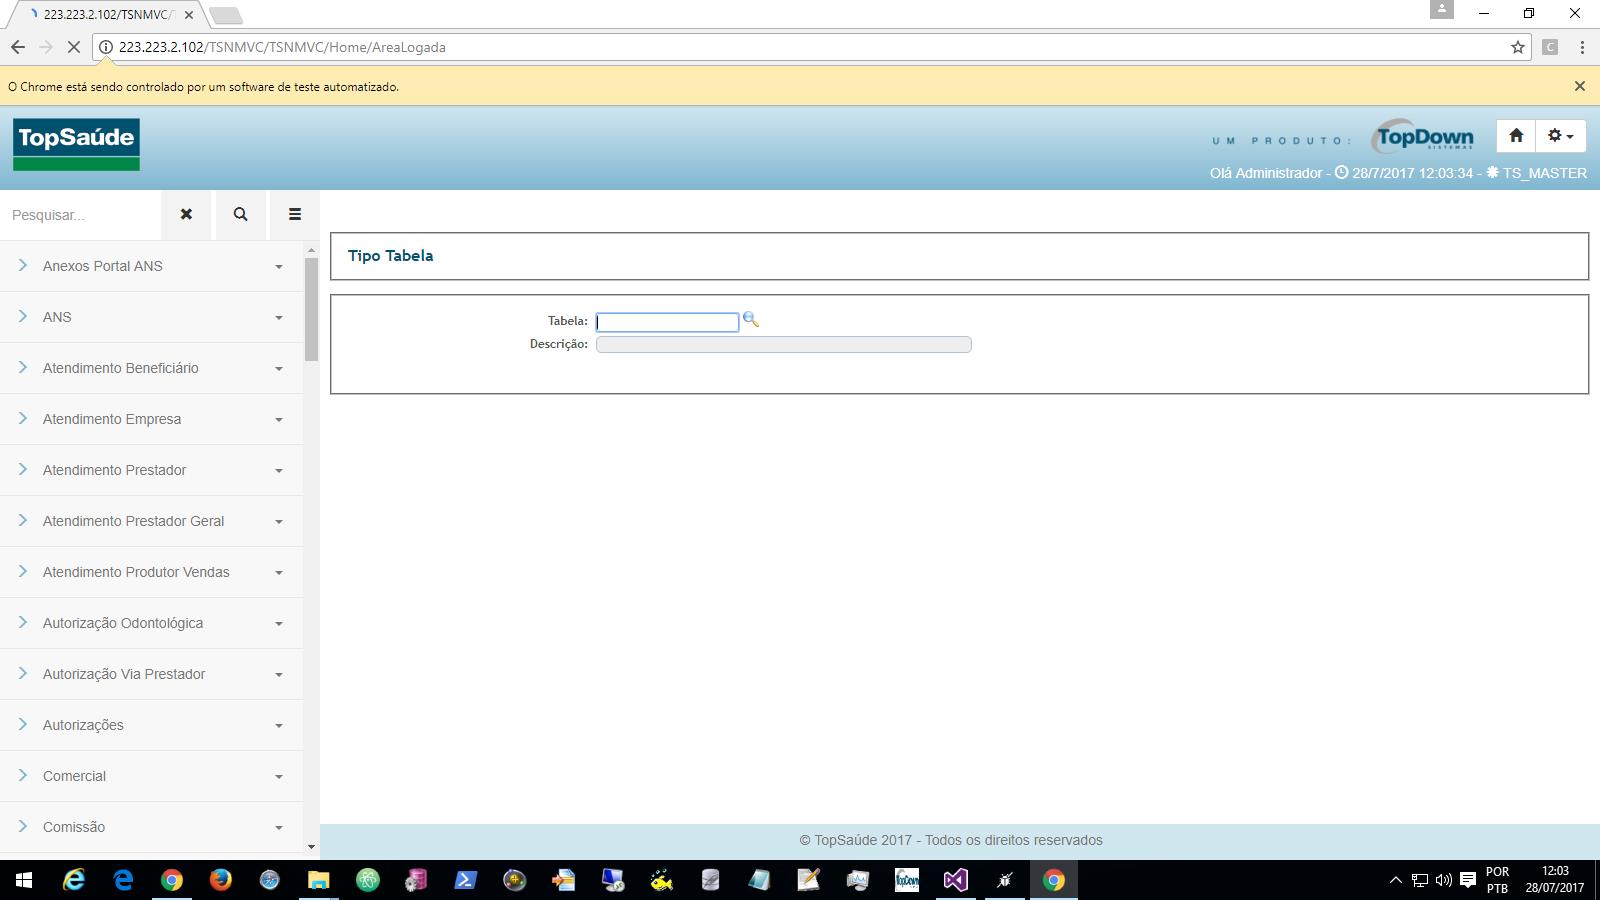 223.223.2.102/TSNMVC/
223.223.2.102/TSNMVC/TSNMVC/Home/AreaLogada
C
O Chrome está sendo controlado por um software de teste automatizado.
TopSaúde
UM PRODUTO:
TopDown
SISTEMAS
Olá Administrador - 28/7/2017 12:03:34 - TS_MASTER
Pesquisar...
Tipo Tabela
Anexos Portal ANS
ANS
Tabela:
Descrição:
Atendimento Beneficiário
Atendimento Empresa
Atendimento Prestador
Atendimento Prestador Geral
Atendimento Produtor Vendas
Autorização Odontológica
Autorização Via Prestador
Autorizações
Comercial
Comissão
© TopSaúde 2017 - Todos os direitos reservados
TopDown
POR
PTB
12:03
28/07/2017